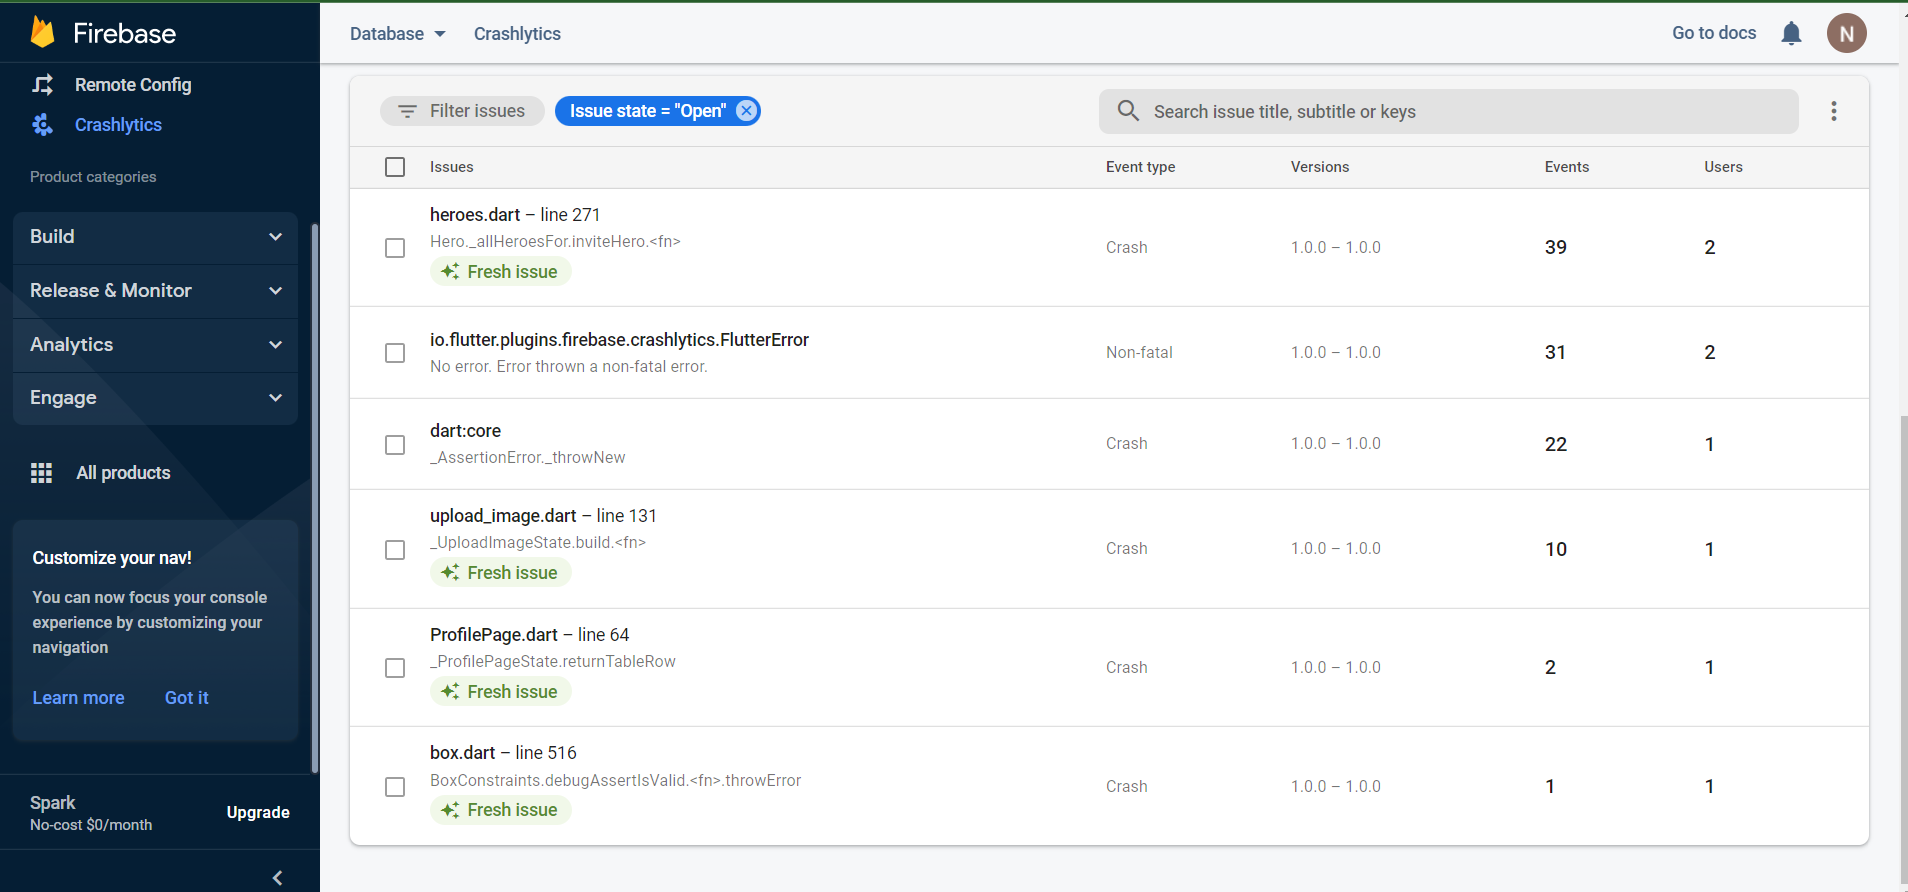 Firebase
Remote Config
Crashlytics
Product categories
Build
Release & Monitor
Analytics
Engage
All products
Customize your nav!
You can now focus your console
experience by customizing your
navigation
Learn more Got it
Spark
No-cost $0/month
Upgrade
Database Crashlytics
Go to docs N
Filter issues Issue state = "Open" Search issue title, subtitle or keys
Issues Event type Versions Events Users
heroes.dart – line 271
Hero._allHeroesFor.inviteHero.<fn>
Fresh issue
Crash 1.0.0 – 1.0.0 39 2
io.flutter.plugins.firebase.crashlytics.FlutterError
No error. Error thrown a non-fatal error.
Non-fatal 1.0.0 – 1.0.0 31 2
dart:core
_AssertionError._throwNew
Crash 1.0.0 – 1.0.0 22 1
upload_image.dart – line 131
_UploadImageState.build.<fn>
Fresh issue
Crash 1.0.0 – 1.0.0 10 1
ProfilePage.dart – line 64
_ProfilePageState.returnTableRow
Fresh issue
Crash 1.0.0 – 1.0.0 2 1
box.dart – line 516
BoxConstraints.debugAssertIsValid.<fn>.throwError
Fresh issue
Crash 1.0.0 – 1.0.0 1 1